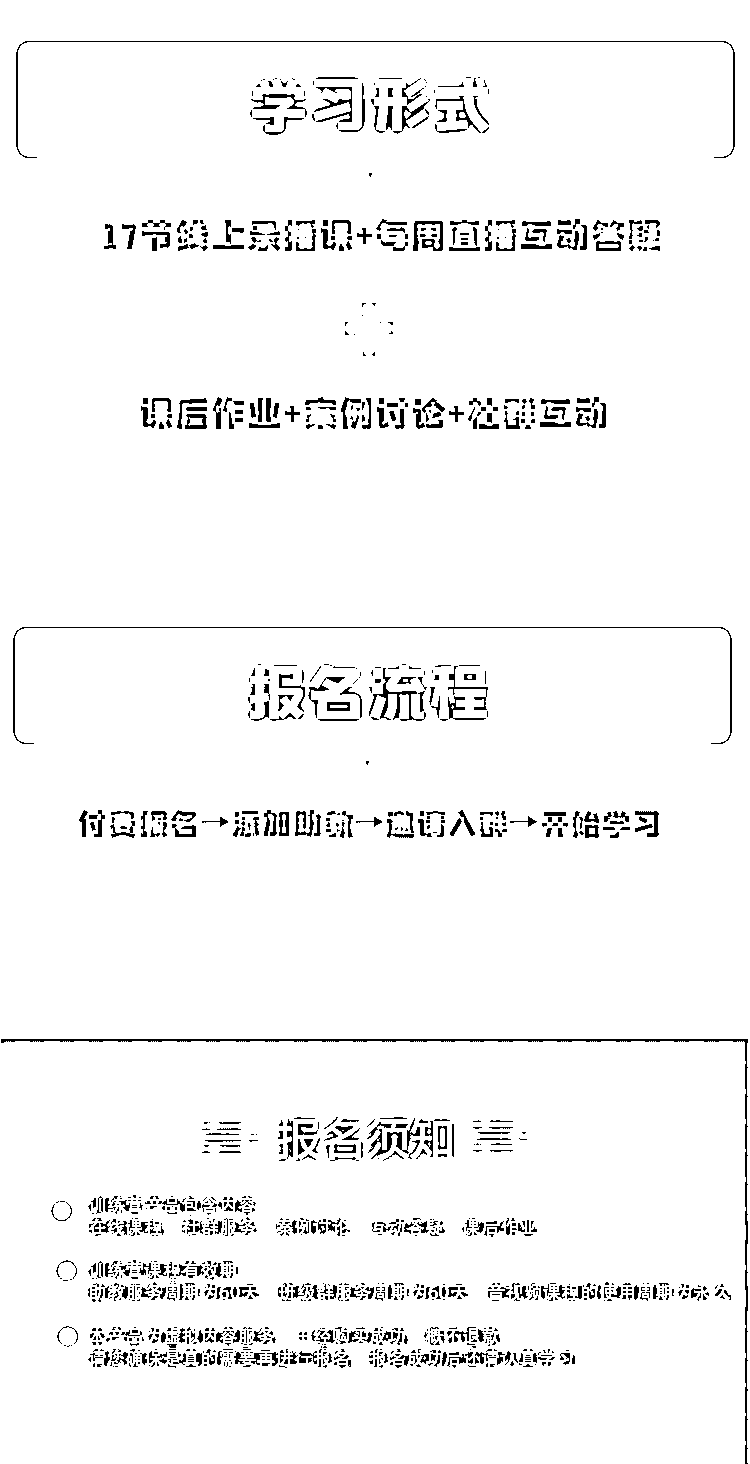 学习形式
17节线上录播课+每周直播互动答疑
课后作业+案例讨论+社群互动
报名流程
付费报名→添加助教→邀请入群→开始学习
报名须知
训练营产品包含内容
在线课程 社群服务 案例讨论 互动答疑 课后作业
训练营课程有效期
助教服务周期为60天 班级群服务周期为60天 音视频课程的使用周期为永久
本产品为虚拟内容服务 一经购买成功 概不退款
请您确保是真的需要再进行报名 报名成功后还请认真学习